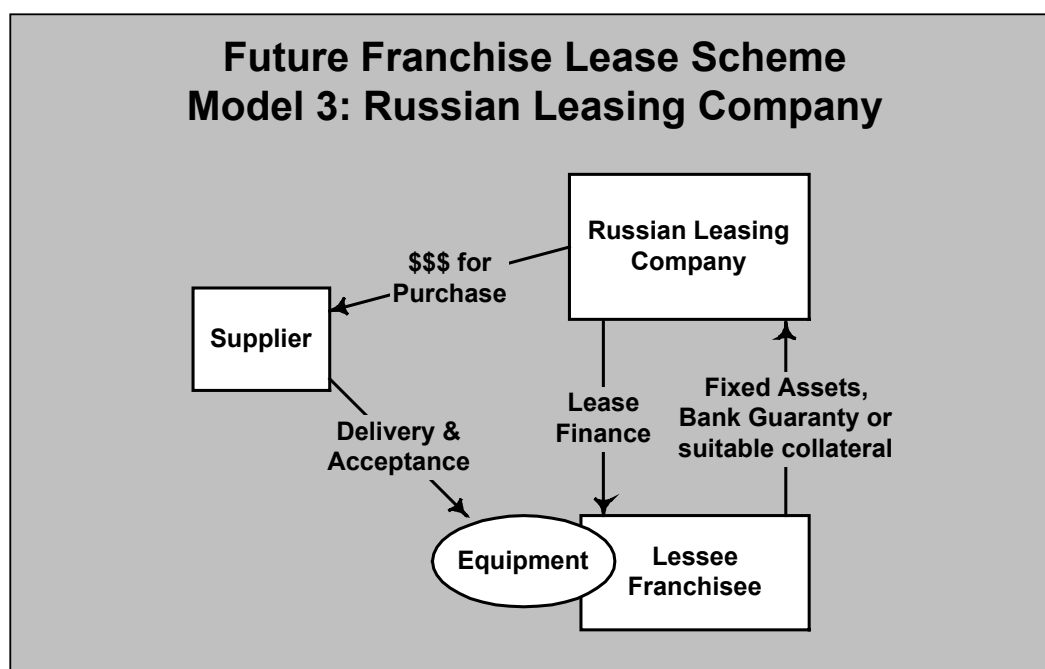 Future Franchise Lease Scheme
Model 3: Russian Leasing Company
Russian Leasing
Company
$$$ for
Purchase
Supplier
Delivery &
Acceptance
Lease
Finance
Fixed Assets,
Bank Guaranty or
suitable collateral
Equipment
Lessee
Franchisee